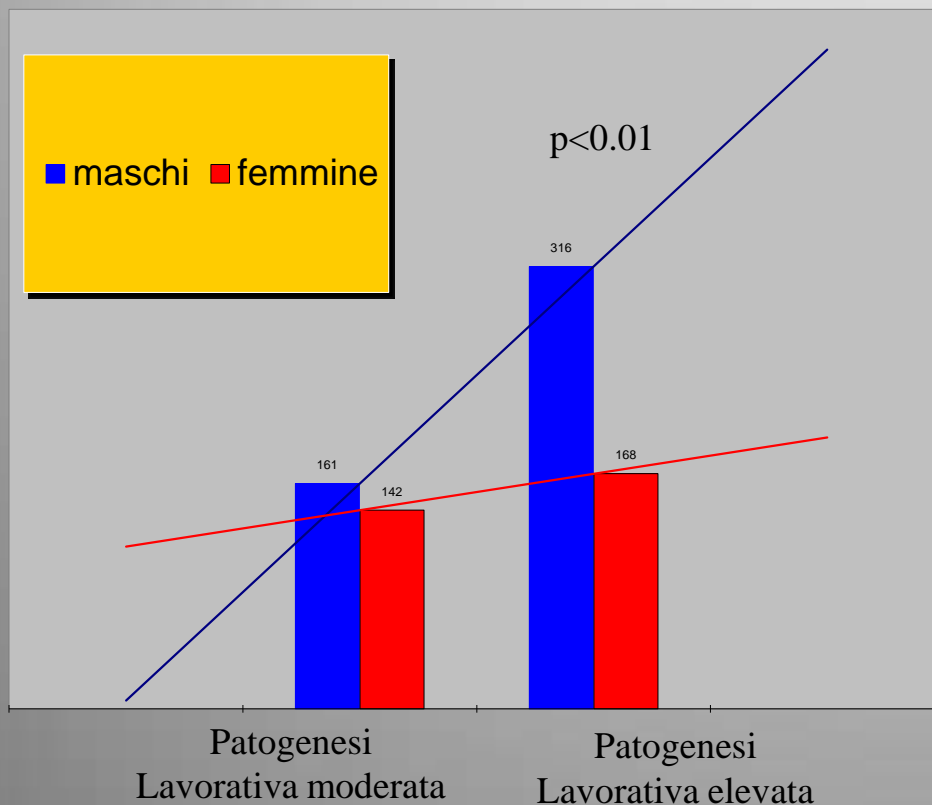 maschi femmine
p<0.01
316
161
142
168
Patogenesi
Lavorativa moderata
Patogenesi
Lavorativa elevata